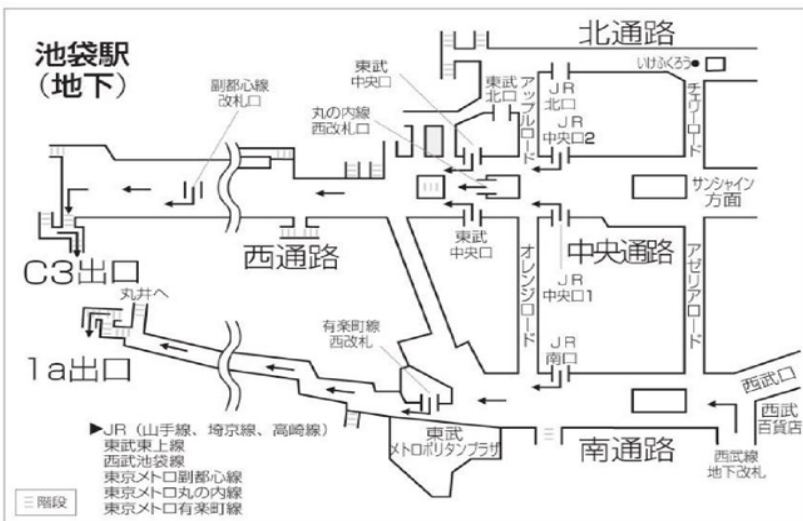 池袋駅
(地下)
北通路
いけふくろう
東武
中央口
副都心線
改札口
東武
北口
アップルロード
JR
北口
チェリーロード
丸の内線
西改札口
JR
中央口2
サンシャイン
方面
西通路
東武
中央口
オレンジロード
中央通路
JR
中央口1
アゼリアロード
C3出口
丸井へ
有楽町線
西改札
JR
南口
1a出口
西武口
西武
百貨店
▶JR(山手線、埼京線、高崎線)
東武東上線
西武池袋線
東京メトロ副都心線
東京メトロ丸の内線
東京メトロ有楽町線
東武
メトロポリタンプラザ
南通路
西武線
地下改札
階段